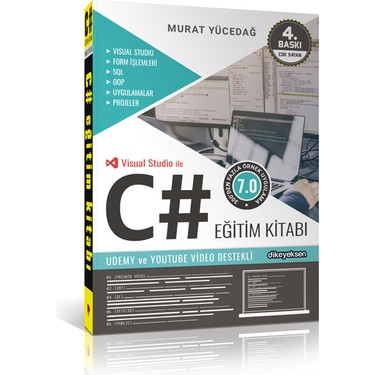 MURAT YÜCEDAĞ
4.
BASKI
ÇOK SATAN
VISUAL STUDIO
FORM İŞLEMLERİ
SQL
OOP
UYGULAMALAR
PROJELER
Visual Studio ile
7.0
C#
EĞİTİM KİTABI
UDEMY ve YOUTUBE VİDEO DESTEKLİ
dikeyeksen
C#
C# eğitim kitabı